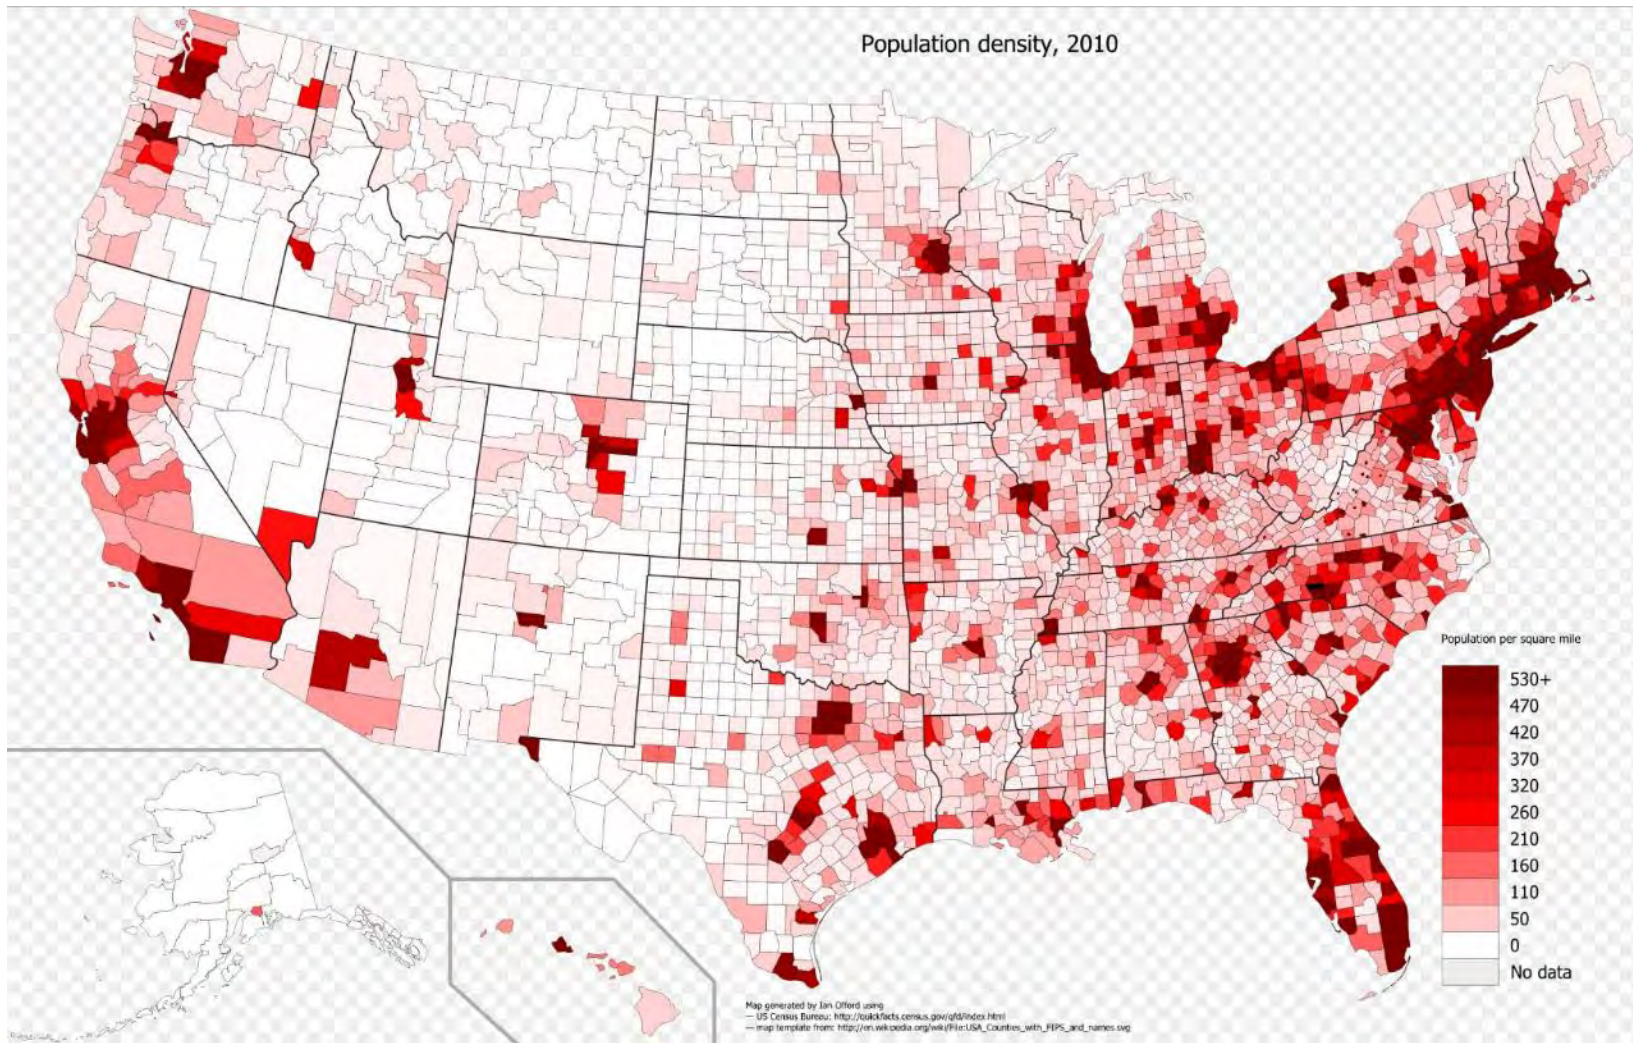 Population density, 2010
Population per square mile
530+
470
420
370
320
260
210
160
110
50
0
No data
Map generated by Ian Offord using
— US Census Bureau: http://quickfacts.census.gov/qfd/index.html
— map template from: http://en.wikipedia.org/wiki/File:USA_Counties_with_FIPS_and_names.svg